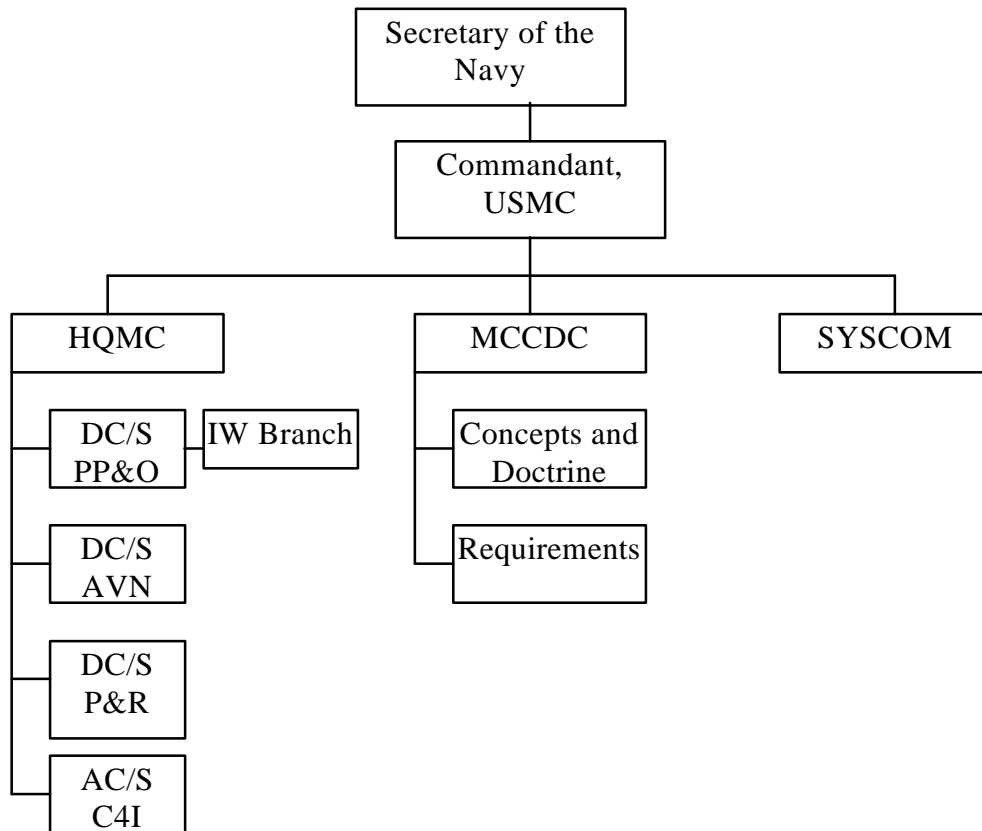 Secretary of the
Navy
Commandant,
USMC
HQMC
MCCDC
SYSCOM
DC/S
PP&O
IW Branch
Concepts and
Doctrine
DC/S
AVN
Requirements
DC/S
P&R
AC/S
C4I